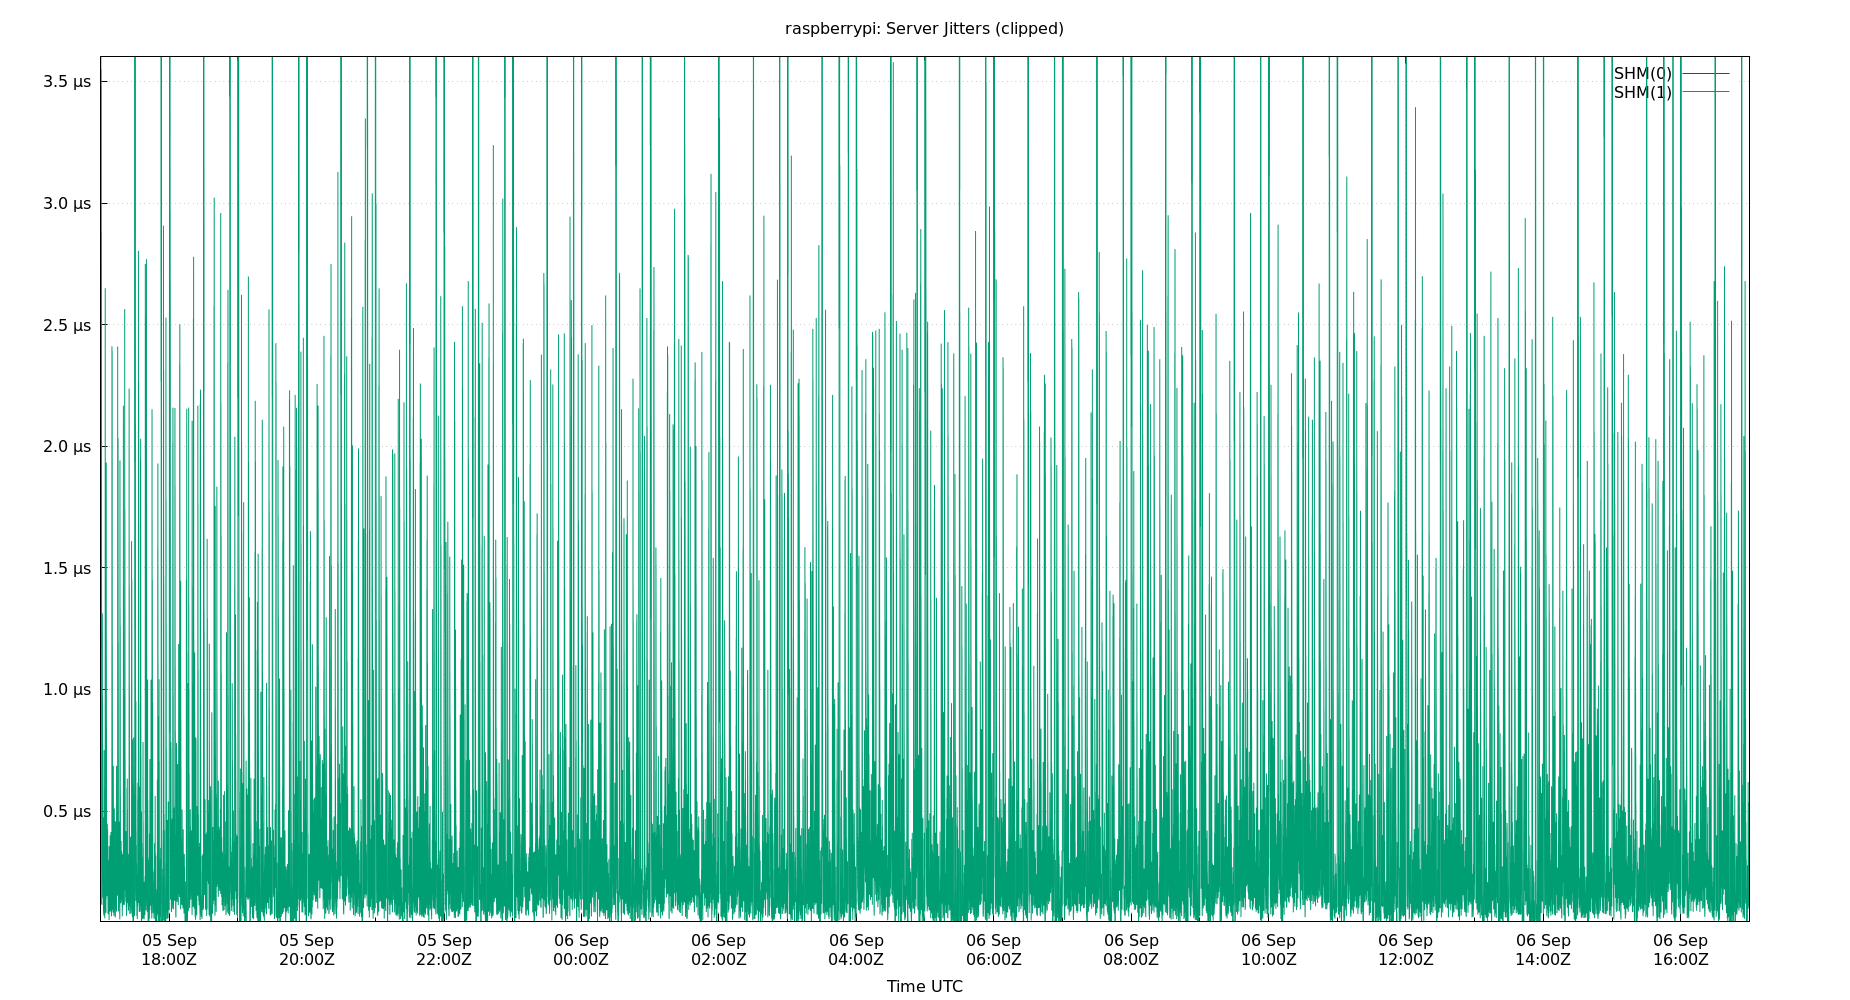 raspberrypi: Server Jitters (clipped)
SHM(0)
SHM(1)
3.5 µs
3.0 µs
2.5 µs
2.0 µs
1.5 µs
1.0 µs
0.5 µs
05 Sep 05 Sep 05 Sep 06 Sep 06 Sep 06 Sep 06 Sep 06 Sep 06 Sep 06 Sep 06 Sep 06 Sep
18:00Z 20:00Z 22:00Z 00:00Z 02:00Z 04:00Z 06:00Z 08:00Z 10:00Z 12:00Z 14:00Z 16:00Z
Time UTC